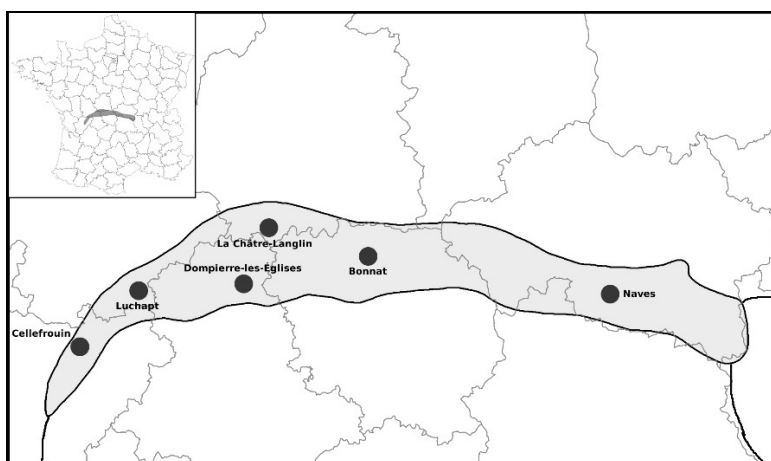 La Châtre-Langlin
Dompierre-les-Églises
Bonnat
Luchapt
Naves
Cellefrouin